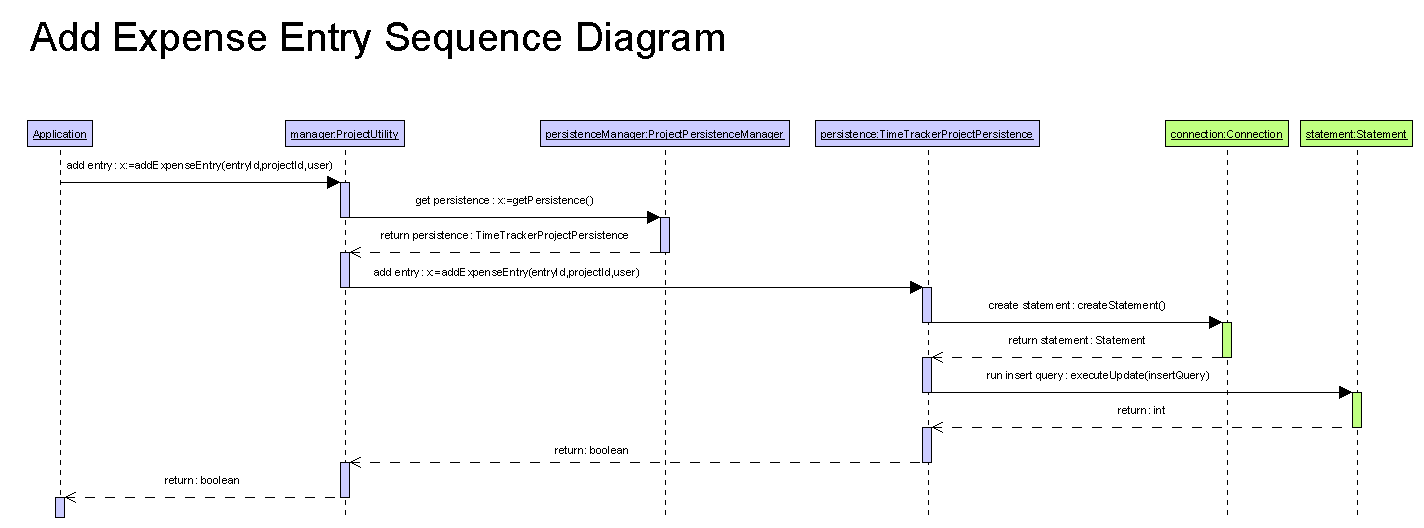 Add Expense Entry Sequence Diagram
Application
manager:ProjectUtility
persistenceManager:ProjectPersistenceManager
persistence:TimeTrackerProjectPersistence
connection:Connection
statement:Statement
add entry : x:=addExpenseEntry(entryId,projectId,user)
get persistence : x:=getPersistence()
return persistence : TimeTrackerProjectPersistence
add entry : x:=addExpenseEntry(entryId,projectId,user)
create statement : createStatement()
return statement : Statement
run insert query : executeUpdate(insertQuery)
return : int
return : boolean
return : boolean